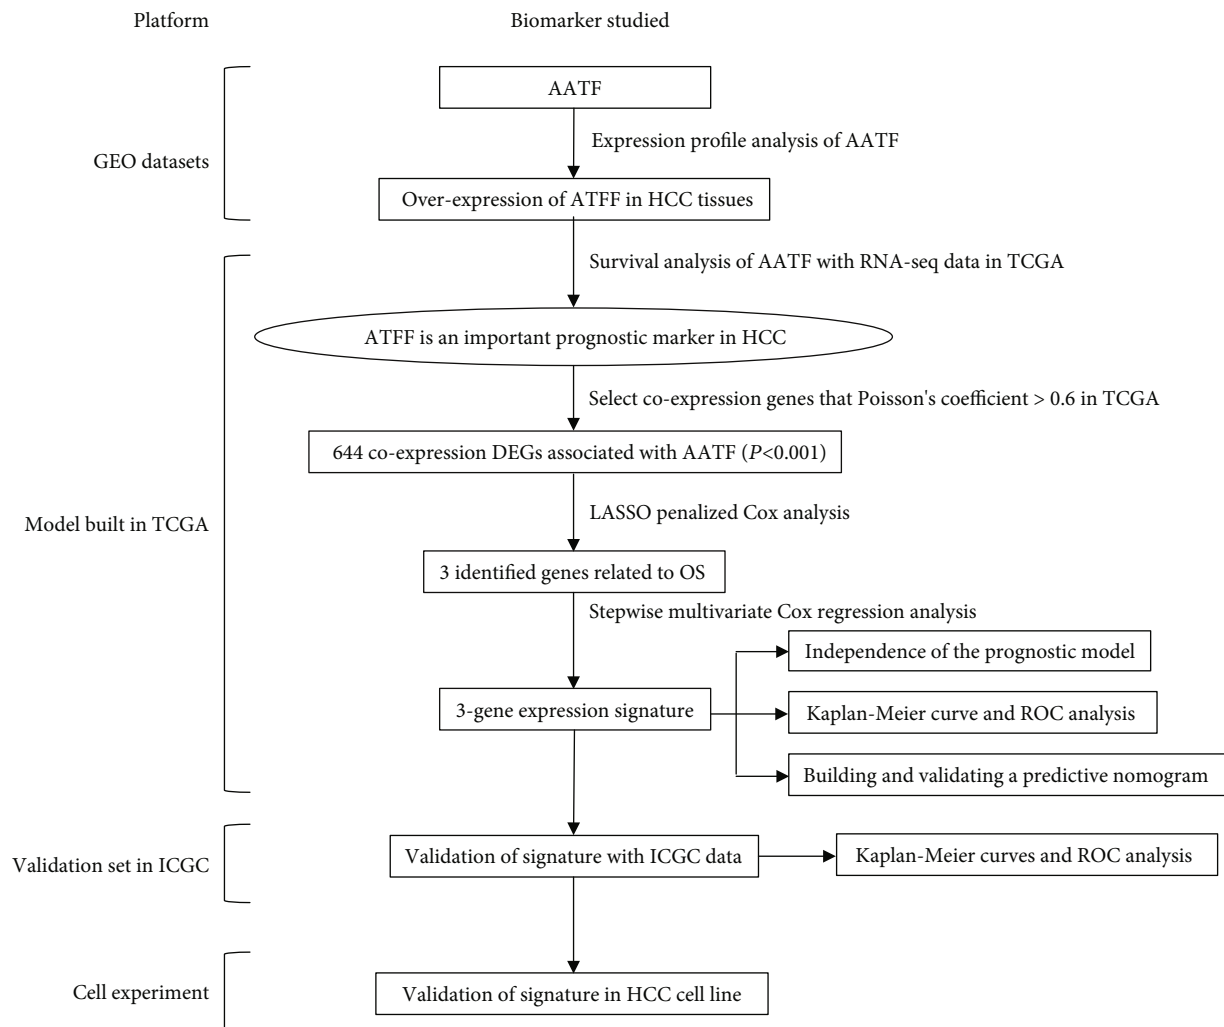 Platform
Biomarker studied
GEO datasets
AATF
Expression profile analysis of AATF
Over-expression of ATFF in HCC tissues
Survival analysis of AATF with RNA-seq data in TCGA
Model built in TCGA
ATFF is an important prognostic marker in HCC
Select co-expression genes that Poisson's coefficient > 0.6 in TCGA
644 co-expression DEGs associated with AATF (P<0.001)
LASSO penalized Cox analysis
3 identified genes related to OS
Stepwise multivariate Cox regression analysis
3-gene expression signature
Independence of the prognostic model
Kaplan-Meier curve and ROC analysis
Building and validating a predictive nomogram
Validation set in ICGC
Validation of signature with ICGC data
Kaplan-Meier curves and ROC analysis
Cell experiment
Validation of signature in HCC cell line